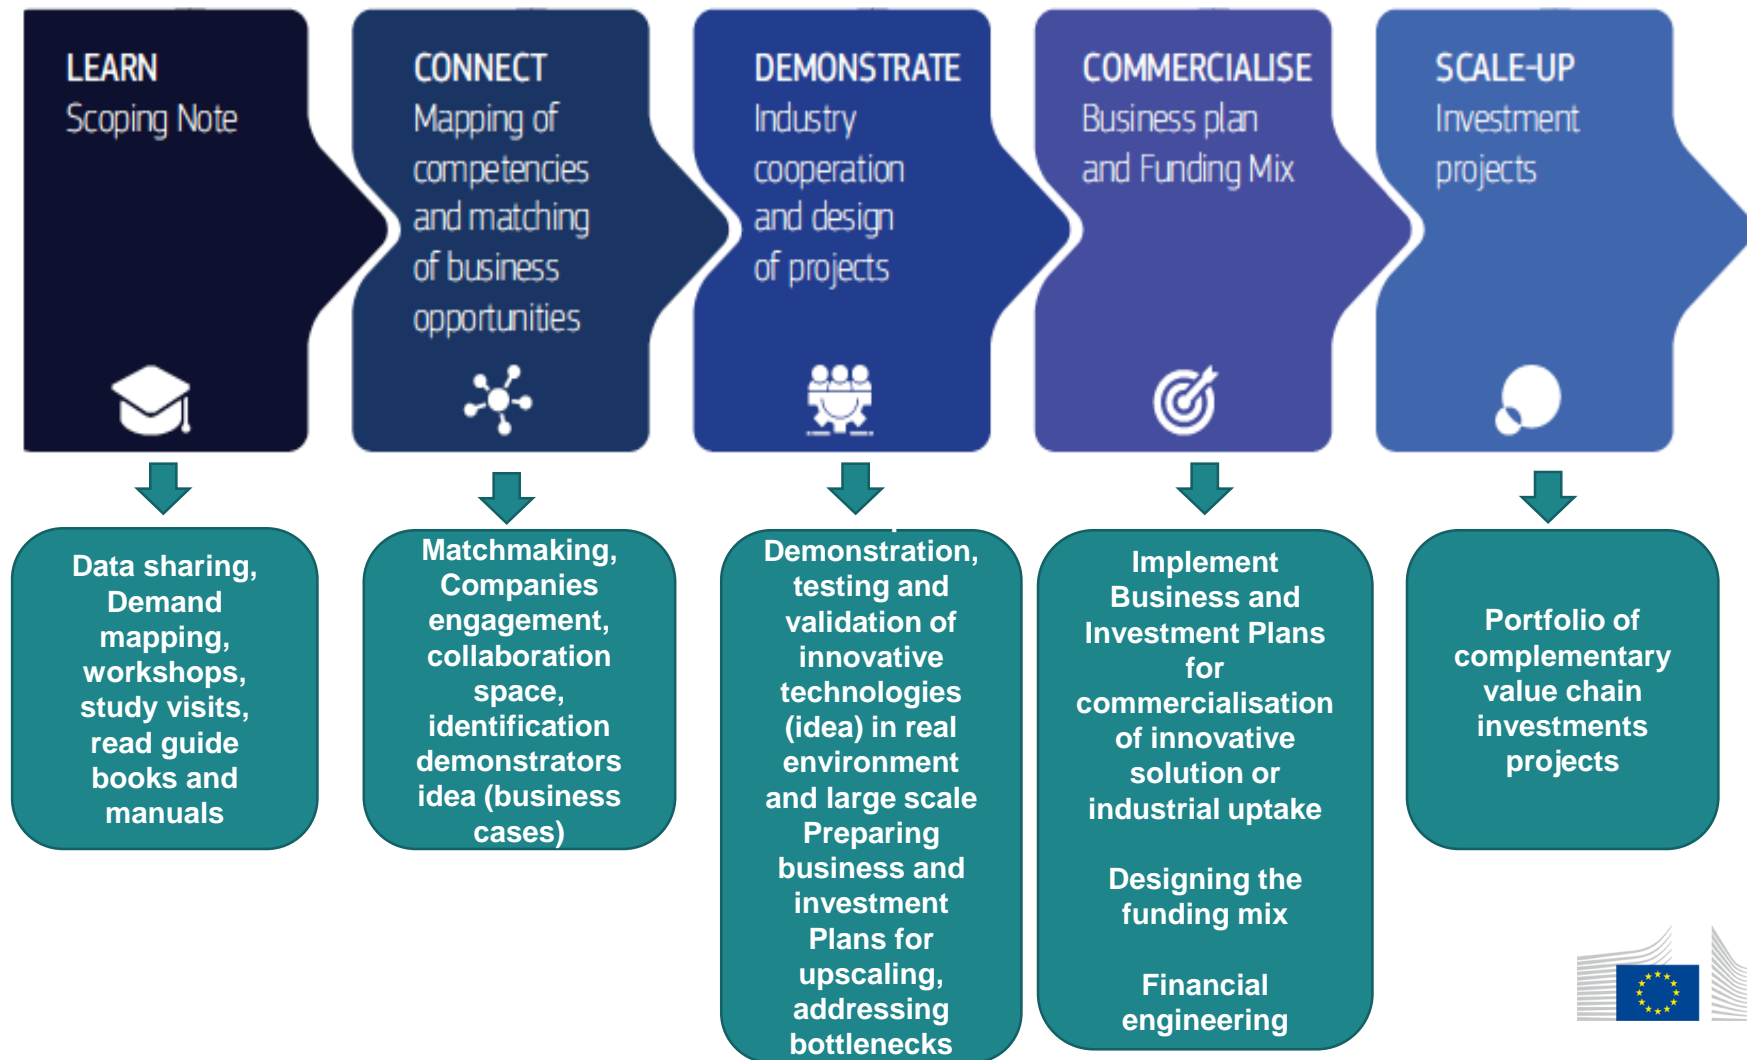 LEARN
Scoping Note
CONNECT
Mapping of
competencies
and matching
of business
opportunities
DEMONSTRATE
Industry
cooperation
and design
of projects
COMMERCIALISE
Business plan
and Funding Mix
SCALE-UP
Investment
projects
Data sharing,
Demand
mapping,
workshops,
study visits,
read guide
books and
manuals
Matchmaking,
Companies
engagement,
collaboration
space,
identification
demonstrators
idea (business
cases)
Demonstration,
testing and
validation of
innovative
technologies
(idea) in real
environment
and large scale
Preparing
business and
investment
Plans for
upscaling,
addressing
bottlenecks
Implement
Business and
Investment Plans
for
commercialisation
of innovative
solution or
industrial uptake
Designing the
funding mix
Financial
engineering
Portfolio of
complementary
value chain
investments
projects